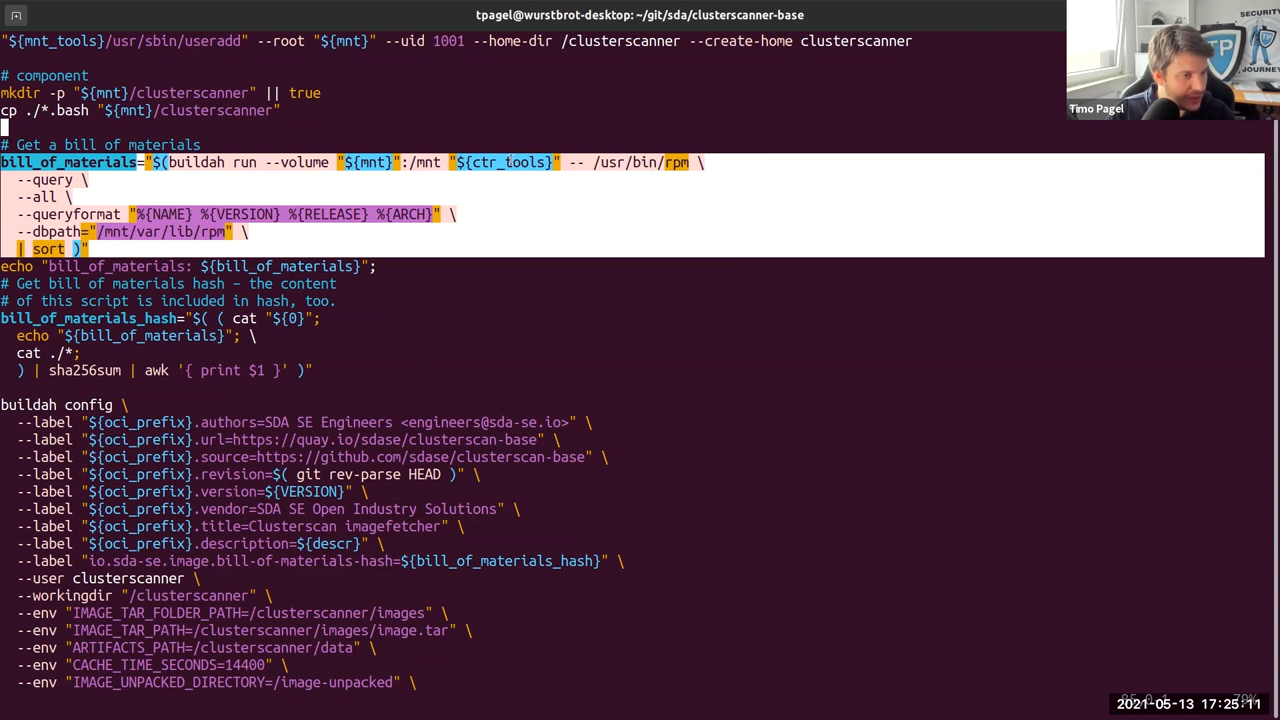 tpagel@wurstbrot-desktop: ~/git/sda/clusterscanner-base
"${mnt_tools}/usr/sbin/useradd" --root "${mnt}" --uid 1001 --home-dir /clusterscanner --create-home clusterscanner
# component
mkdir -p "${mnt}/clusterscanner" || true
cp ./*.bash "${mnt}/clusterscanner"
# Get a bill of materials
bill_of_materials="$(buildah run --volume "${mnt}":/mnt "${ctr_tools}" -- /usr/bin/rpm \
--query \
--all \
--queryformat "%{NAME} %{VERSION} %{RELEASE} %{ARCH}" \
--dbpath="/mnt/var/lib/rpm" \
| sort )"
echo "bill_of_materials: ${bill_of_materials}";
# Get bill of materials hash – the content
# of this script is included in hash, too.
bill_of_materials_hash="$( ( cat "${0}";
echo "${bill_of_materials}"; \
cat ./*;
) | sha256sum | awk '{ print $1 }' )"
buildah config \
--label "${oci_prefix}.authors=SDA SE Engineers <engineers@sda-se.io>" \
--label "${oci_prefix}.url=https://quay.io/sdase/clusterscan-base" \
--label "${oci_prefix}.source=https://github.com/sdase/clusterscan-base" \
--label "${oci_prefix}.revision=$( git rev-parse HEAD )" \
--label "${oci_prefix}.version=${VERSION}" \
--label "${oci_prefix}.vendor=SDA SE Open Industry Solutions" \
--label "${oci_prefix}.title=Clusterscan imagefetcher" \
--label "${oci_prefix}.description=${descr}" \
--label "io.sda-se.image.bill-of-materials-hash=${bill_of_materials_hash}" \
--user clusterscanner \
--workingdir "/clusterscanner" \
--env "IMAGE_TAR_FOLDER_PATH=/clusterscanner/images" \
--env "IMAGE_TAR_PATH=/clusterscanner/images/image.tar" \
--env "ARTIFACTS_PATH=/clusterscanner/data" \
--env "CACHE_TIME_SECONDS=14400" \
--env "IMAGE_UNPACKED_DIRECTORY=/image-unpacked" \
SECURITY
TP
JOURNEY
Timo Pagel
2021-05-13 17:25:11